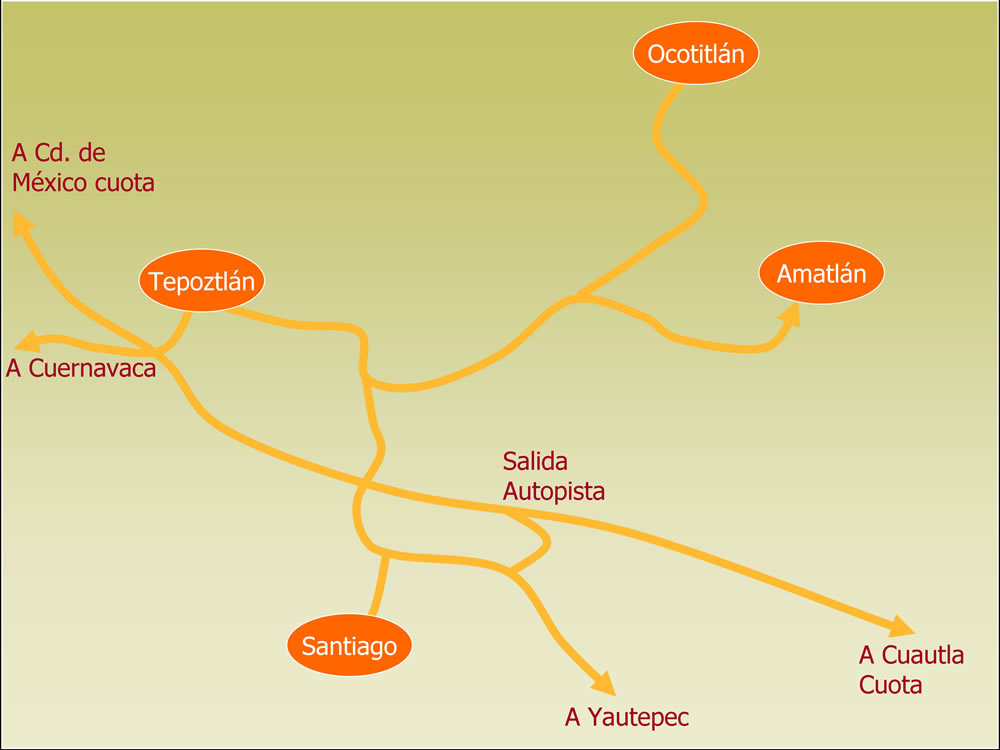 Ocotitlán
A Cd. de
México cuota
Tepoztlán
Amatlán
A Cuernavaca
Salida
Autopista
Santiago
A Cuautla
Cuota
A Yautepec